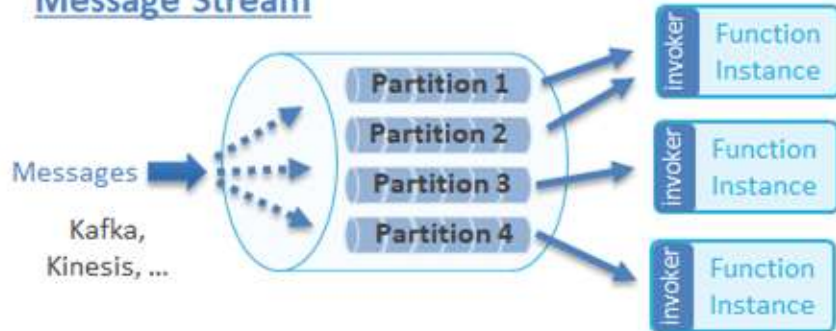 Message Stream
Partition 1
Partition 2
Partition 3
Partition 4
Messages
Kafka,
Kinesis, ...
invoker
Function
Instance
invoker
Function
Instance
invoker
Function
Instance